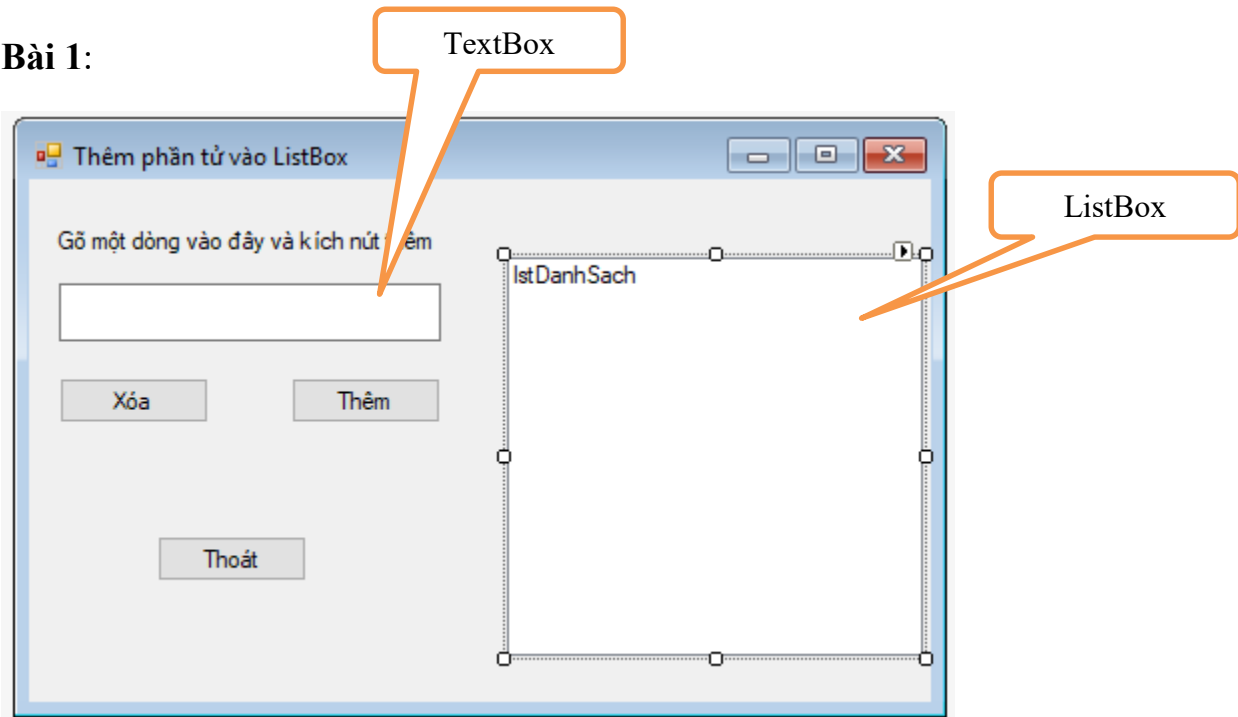 TextBox
Bài 1:
Thêm phần tử vào ListBox
ListBox
Gõ một dòng vào đây và kích nút
lstDanhSach
Xóa
Thêm
Thoát